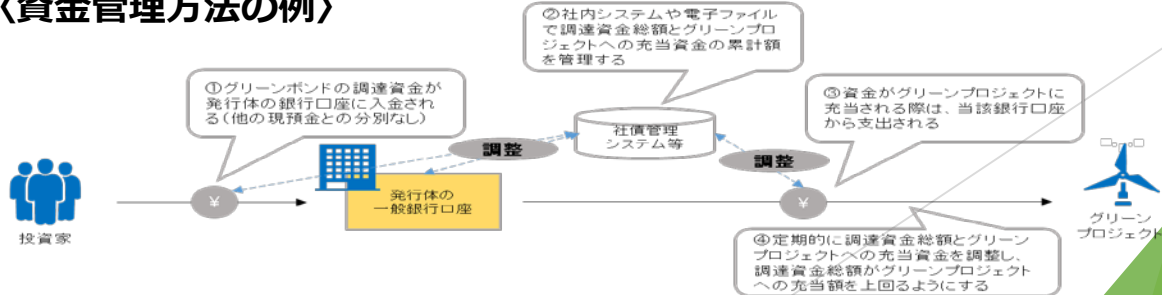 〈資金管理方法の例〉
②社内システムや電子ファイル
で調達資金総額とグリーンプロ
ジェクトへの充当資金の累計額
を管理する
①グリーンボンドの調達資金が
発行体の銀行口座に入金され
る(他の現預金との分別なし)
③資金がグリーンプロジェクトに
充当される際は、当該銀行口座
から支出される
社債管理
システム等
調整
調整
発行体の
一般銀行口座
¥
¥
投資家
グリーン
プロジェクト
④定期的に調達資金総額とグリーン
プロジェクトへの充当資金を調整し、
調達資金総額がグリーンプロジェクト
への充当額を上回るようにする